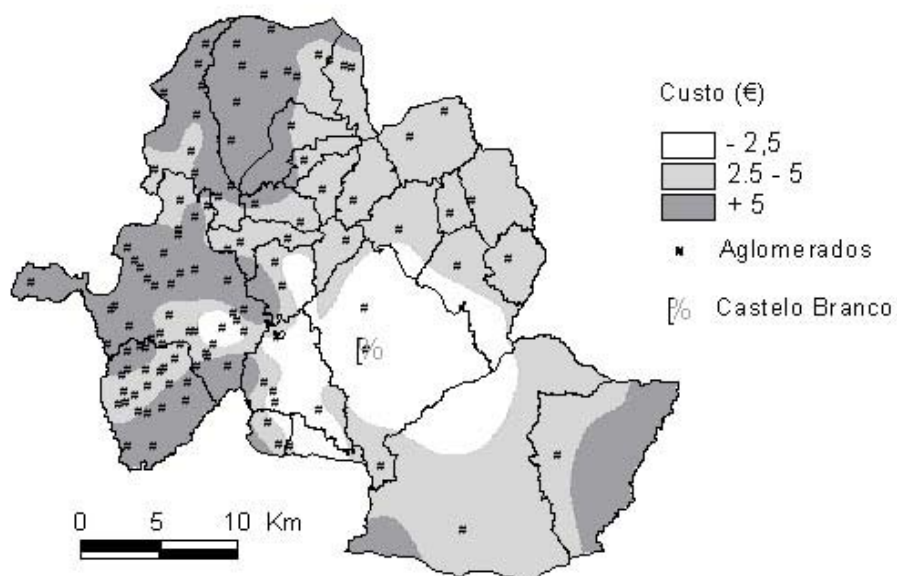 Custo (€)
- 2,5
2.5 - 5
+ 5
Aglomerados
Castelo Branco
0 5 10 Km